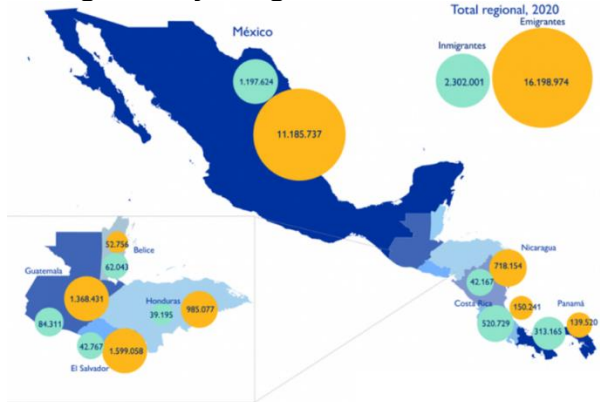 Total regional, 2020
Emigrantes
México
Inmigrantes
1.197.624
2.302.001
16.198.974
11.185.737
52.756
Belice
62.043
Guatemala
1.368.431
Honduras
985.077
39.195
84.311
42.767
1.599.058
El Salvador
Nicaragua
718.154
42.167
Costa Rica
150.241
Panamá
520.729
313.165
139.520